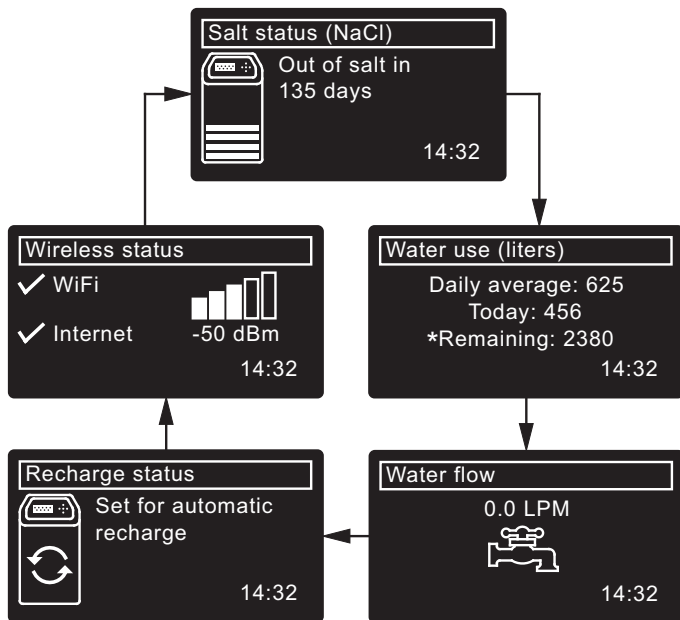 Salt status (NaCl)
Out of salt in
135 days
14:32
Wireless status
WiFi
Internet
-50 dBm
14:32
Water use (liters)
Daily average: 625
Today: 456
*Remaining: 2380
14:32
Recharge status
Set for automatic
recharge
14:32
Water flow
0.0 LPM
14:32